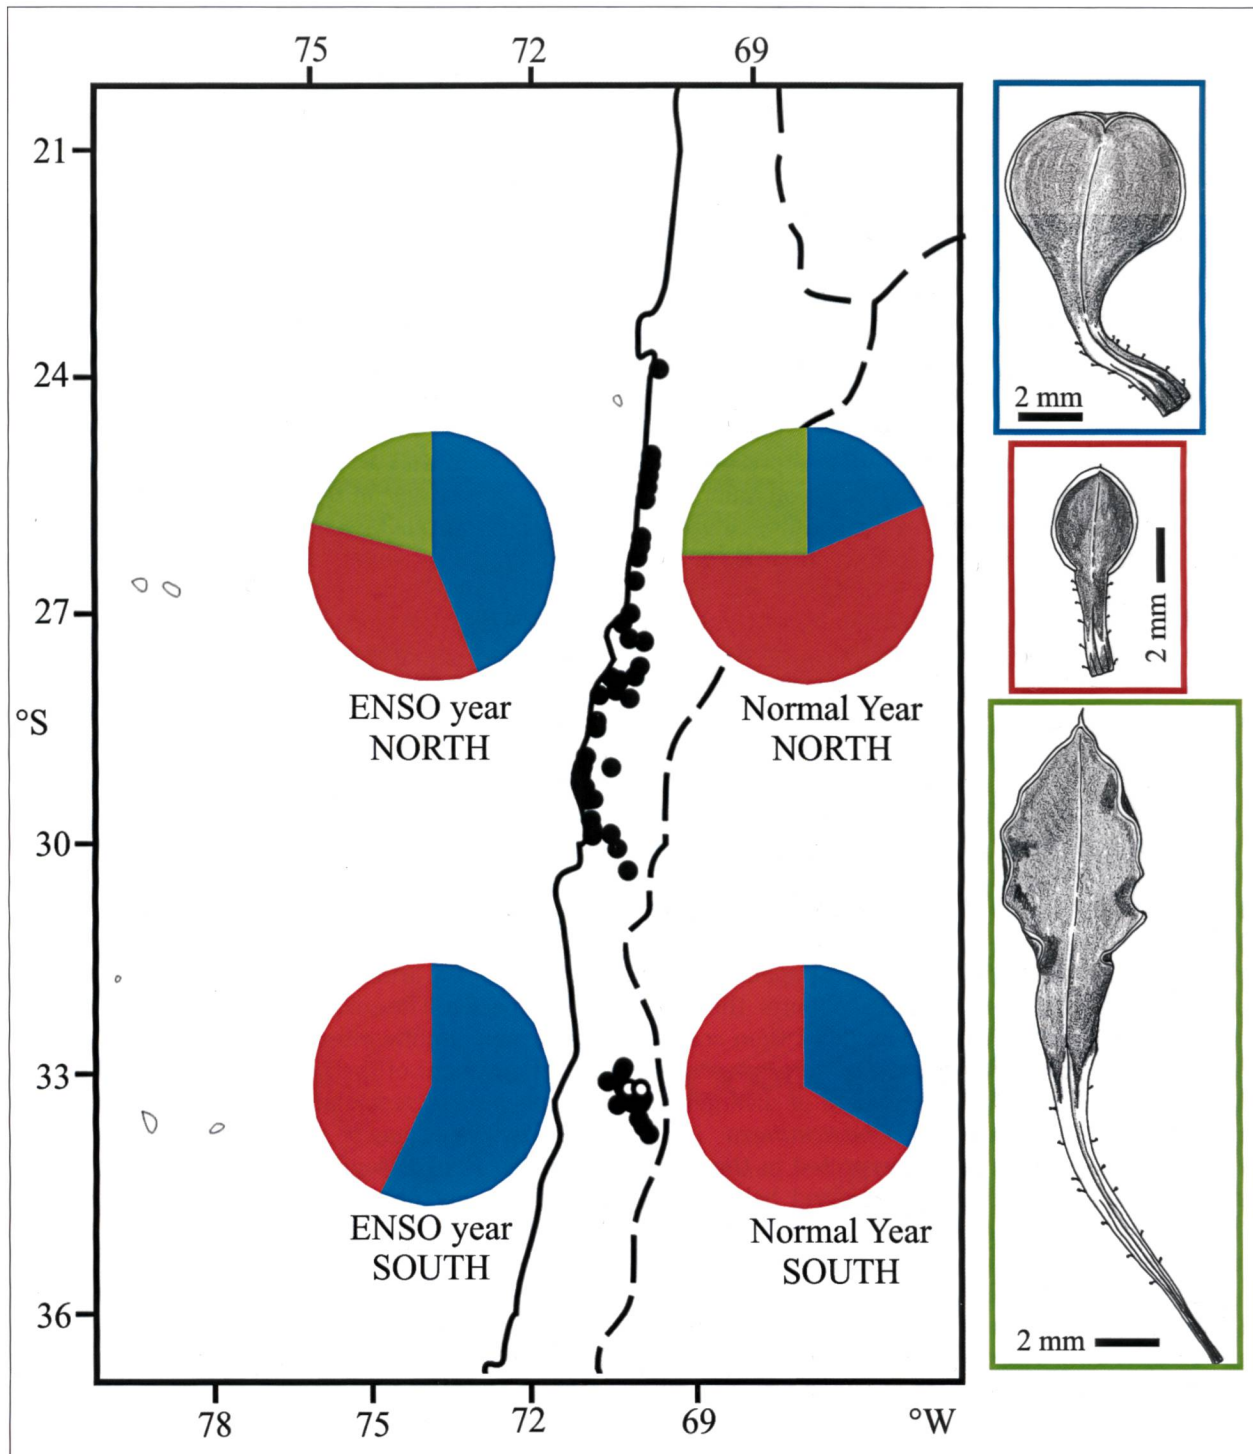 75
72
69
21
24
27
°S
30
33
36
ENSO year
NORTH
Normal Year
NORTH
ENSO year
SOUTH
Normal Year
SOUTH
78
75
72
69
°W
2 mm
2 mm
2 mm